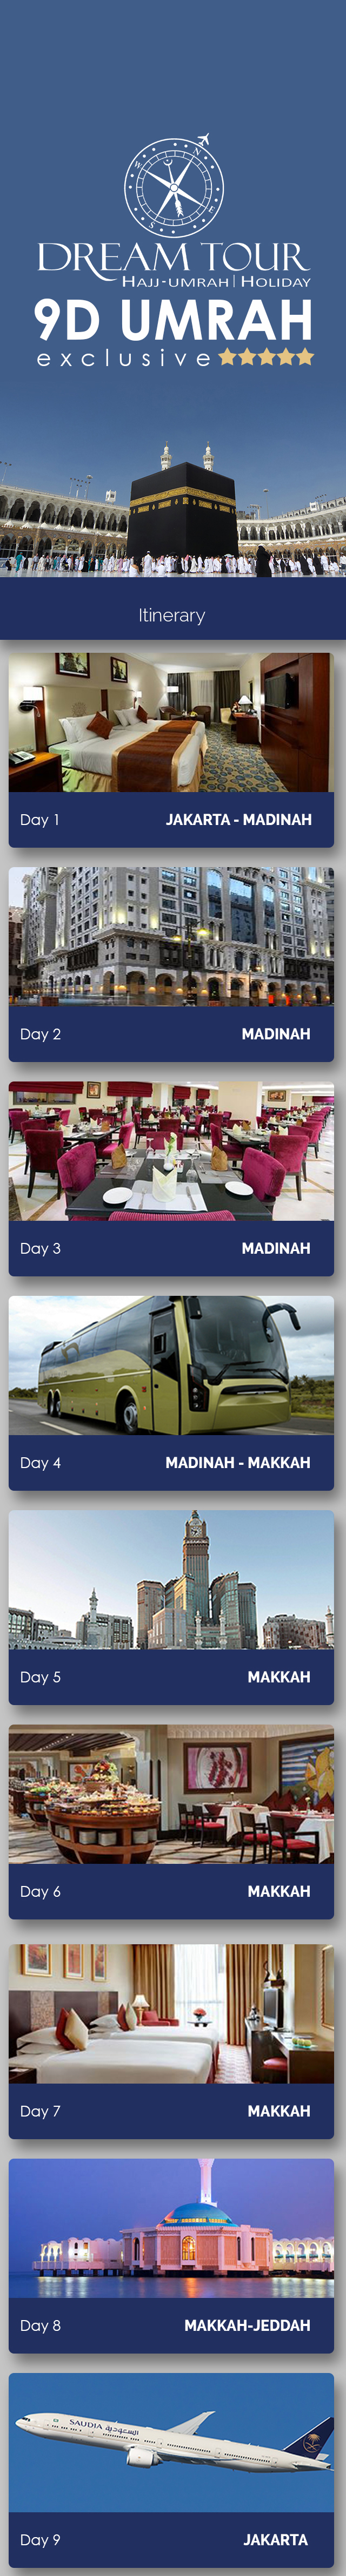 N
W
E
S
DREAM TOUR
HAJJ-UMRAH | HOLIDAY
9D UMRAH
exclusive
Itinerary
Day 1 JAKARTA - MADINAH
Day 2 MADINAH
Day 3 MADINAH
Day 4 MADINAH - MAKKAH
Day 5 MAKKAH
Day 6 MAKKAH
Day 7 MAKKAH
Day 8 MAKKAH-JEDDAH
SAUDIA السعودية
Day 9 JAKARTA